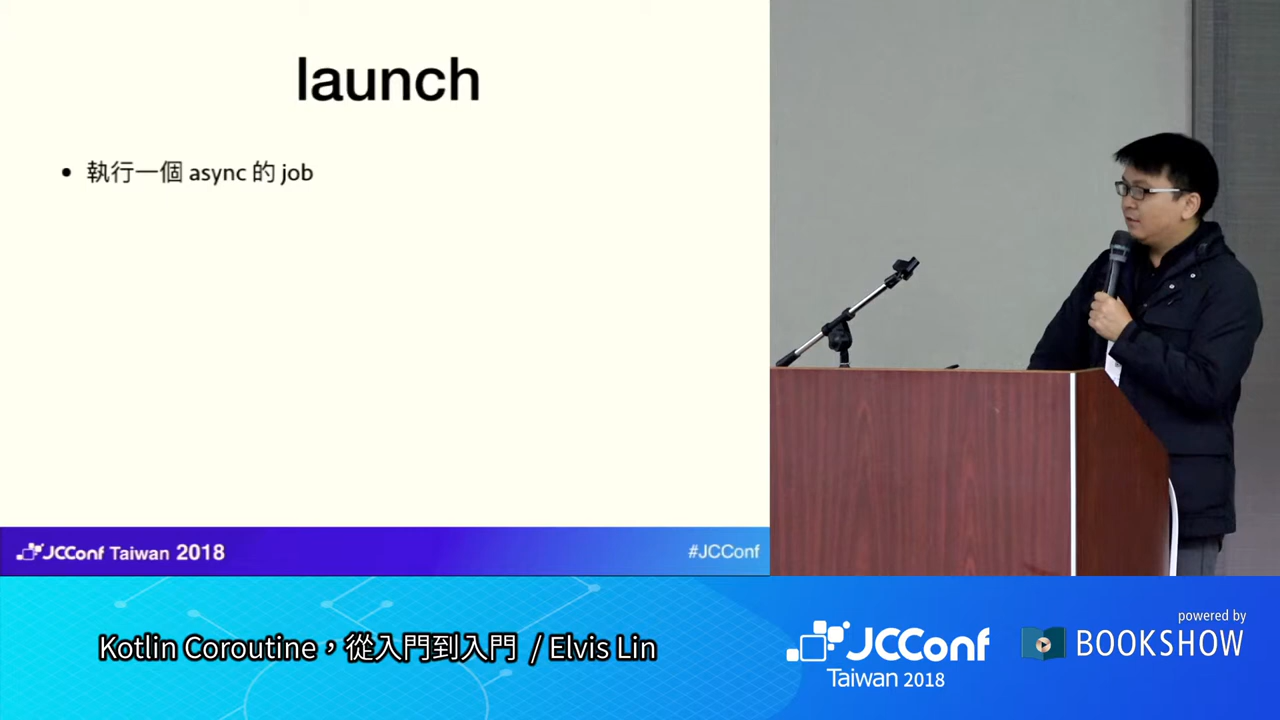 launch
• 執行一個 async 的 job
JCConf Taiwan 2018
#JCConf
Kotlin Coroutine，從入門到入門 / Elvis Lin
JCConf
Taiwan 2018
powered by
BOOKSHOW